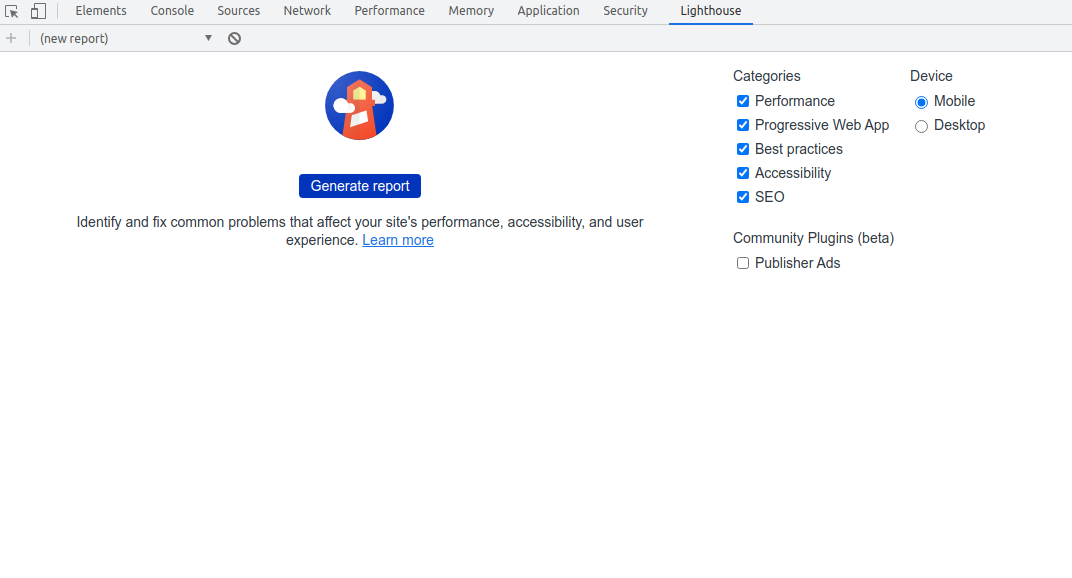 Elements Console Sources Network Performance Memory Application Security Lighthouse
(new report)
Categories Device
Performance Mobile
Progressive Web App Desktop
Best practices
Accessibility
SEO
Generate report
Identify and fix common problems that affect your site's performance, accessibility, and user
experience. Learn more
Community Plugins (beta)
Publisher Ads